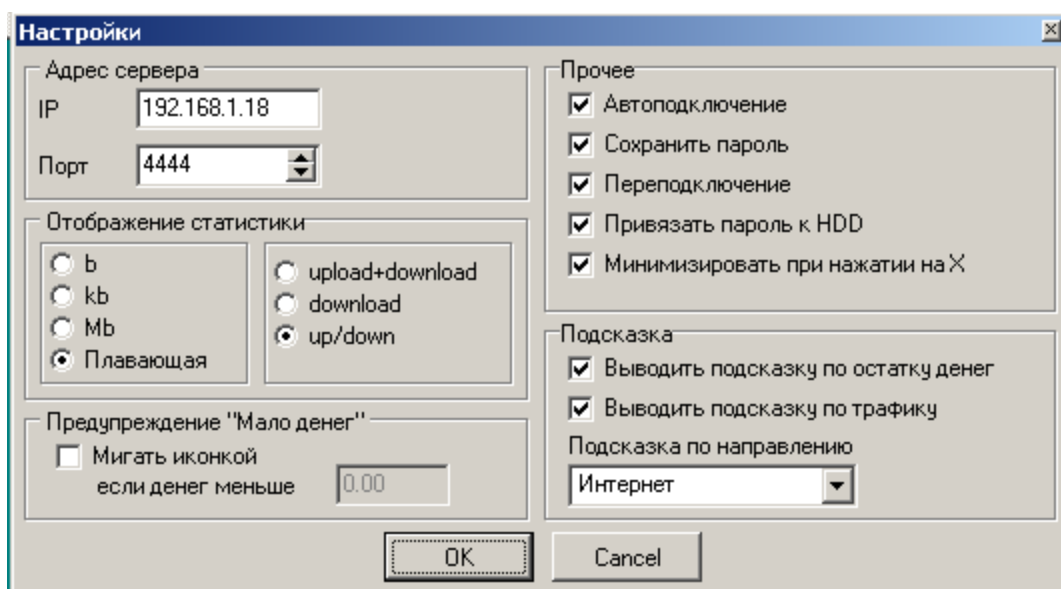 Настройки
Адрес сервера
IP 192.168.1.18
Порт 4444
Отображение статистики
b
kb
Mb
Плавающая
upload+download
download
up/down
Предупреждение "Мало денег"
Мигать иконкой
если денег меньше 0.00
Прочее
Автоподключение
Сохранить пароль
Переподключение
Привязать пароль к HDD
Минимизировать при нажатии на X
Подсказка
Выводить подсказку по остатку денег
Выводить подсказку по трафику
Подсказка по направлению
Интернет
OK Cancel